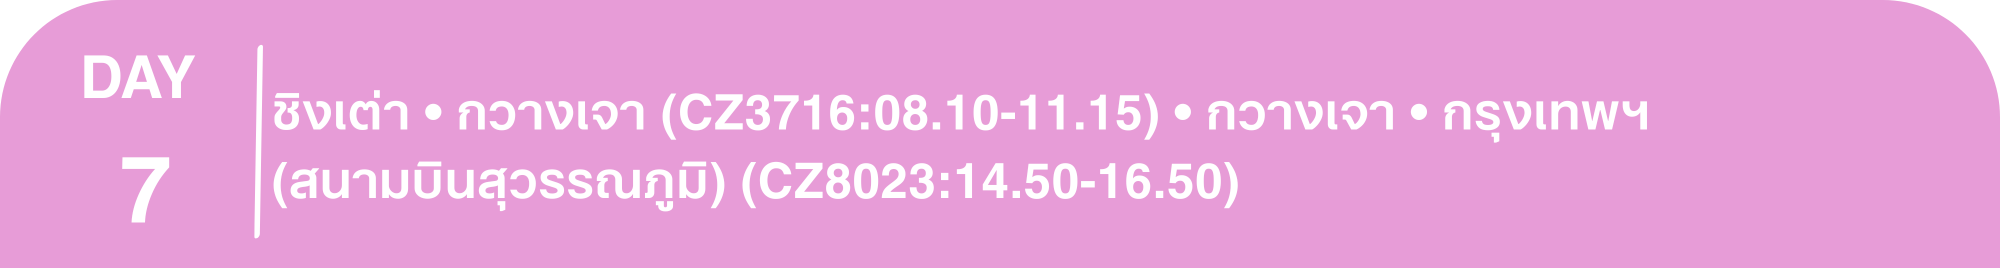 DAY
7
ชิงเต่า • กวางเจา (CZ3716:08.10-11.15) • กวางเจา • กรุงเทพฯ
(สนามบินสุวรรณภูมิ) (CZ8023:14.50-16.50)